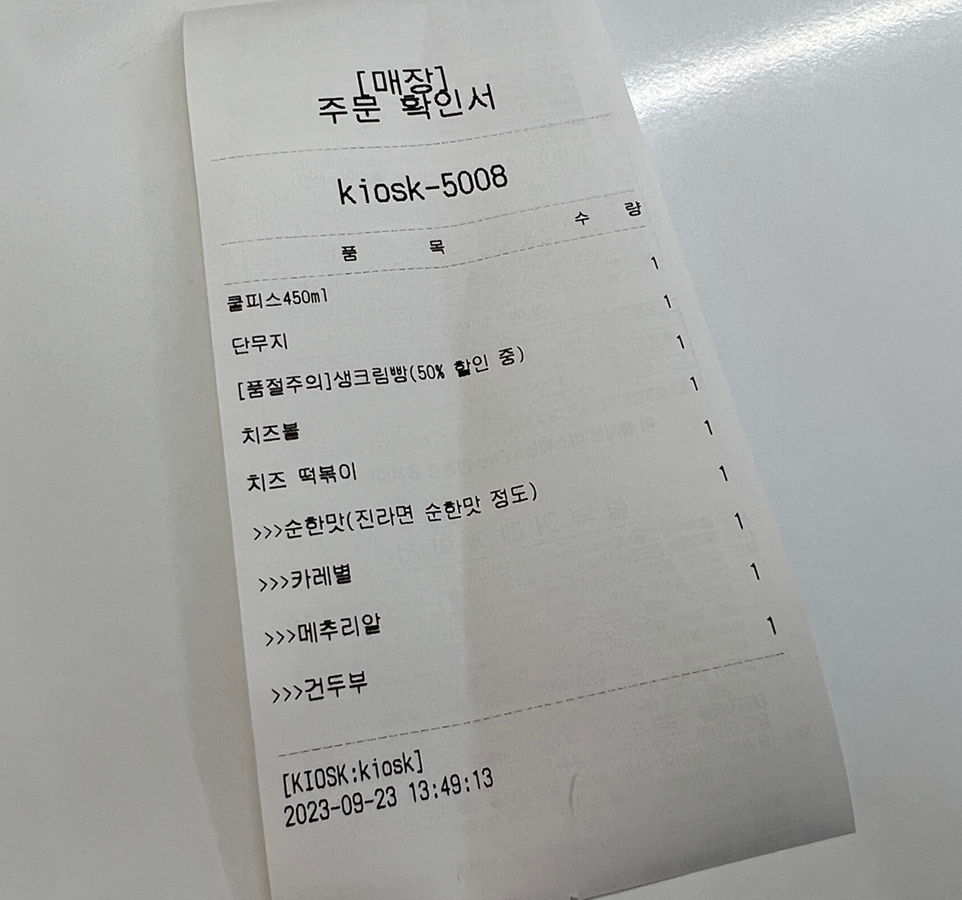 [매장]
주문 확인서
kiosk-5008
품 목 수 량
쿨피스450ml 1
단무지 1
[품절주의]생크림빵(50% 할인 중) 1
치즈볼 1
치즈 떡볶이 1
>>>순한맛(진라면 순한맛 정도) 1
>>>카레별 1
>>>메추리알 1
>>>건두부 1
[KIOSK:kiosk]
2023-09-23 13:49:13